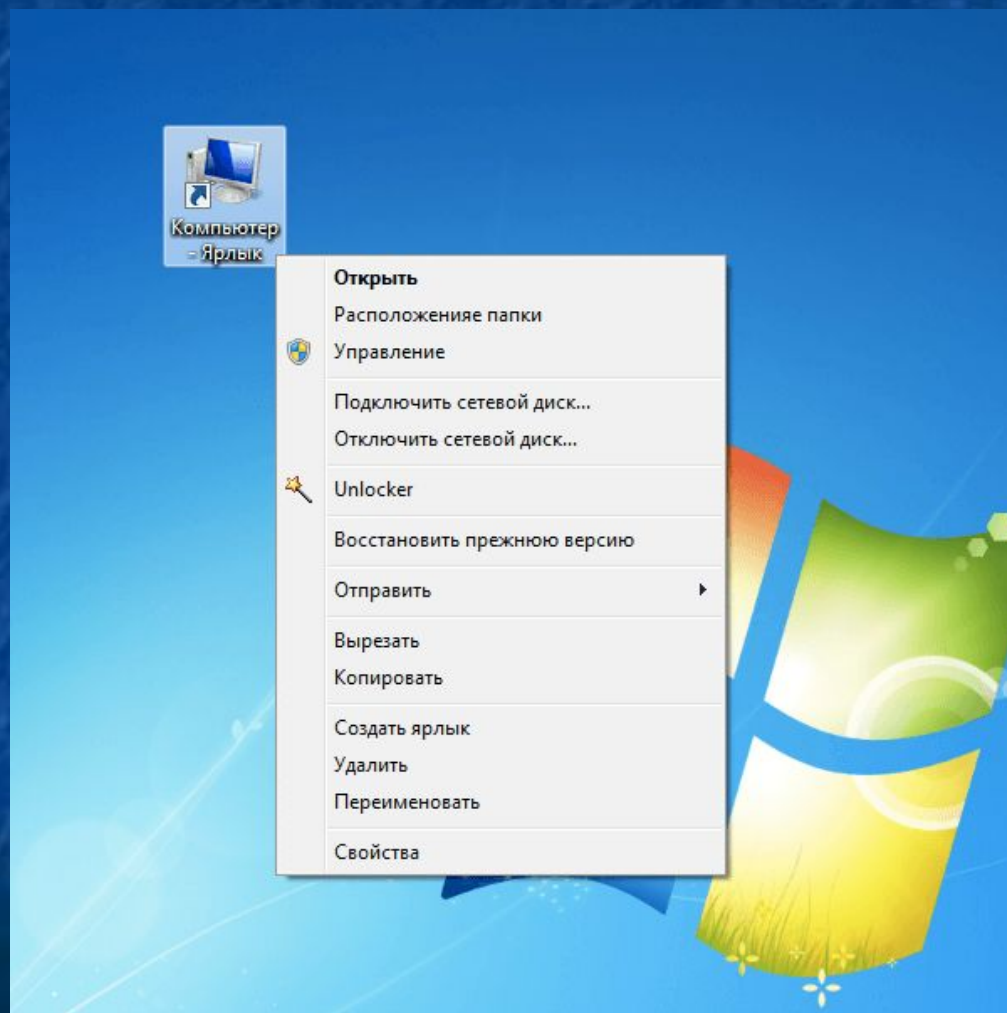 Компьютер
- Ярлык
Открыть
Расположенияе папки
Управление
Подключить сетевой диск...
Отключить сетевой диск...
Unlocker
Восстановить прежнюю версию
Отправить
Вырезать
Копировать
Создать ярлык
Удалить
Переименовать
Свойства